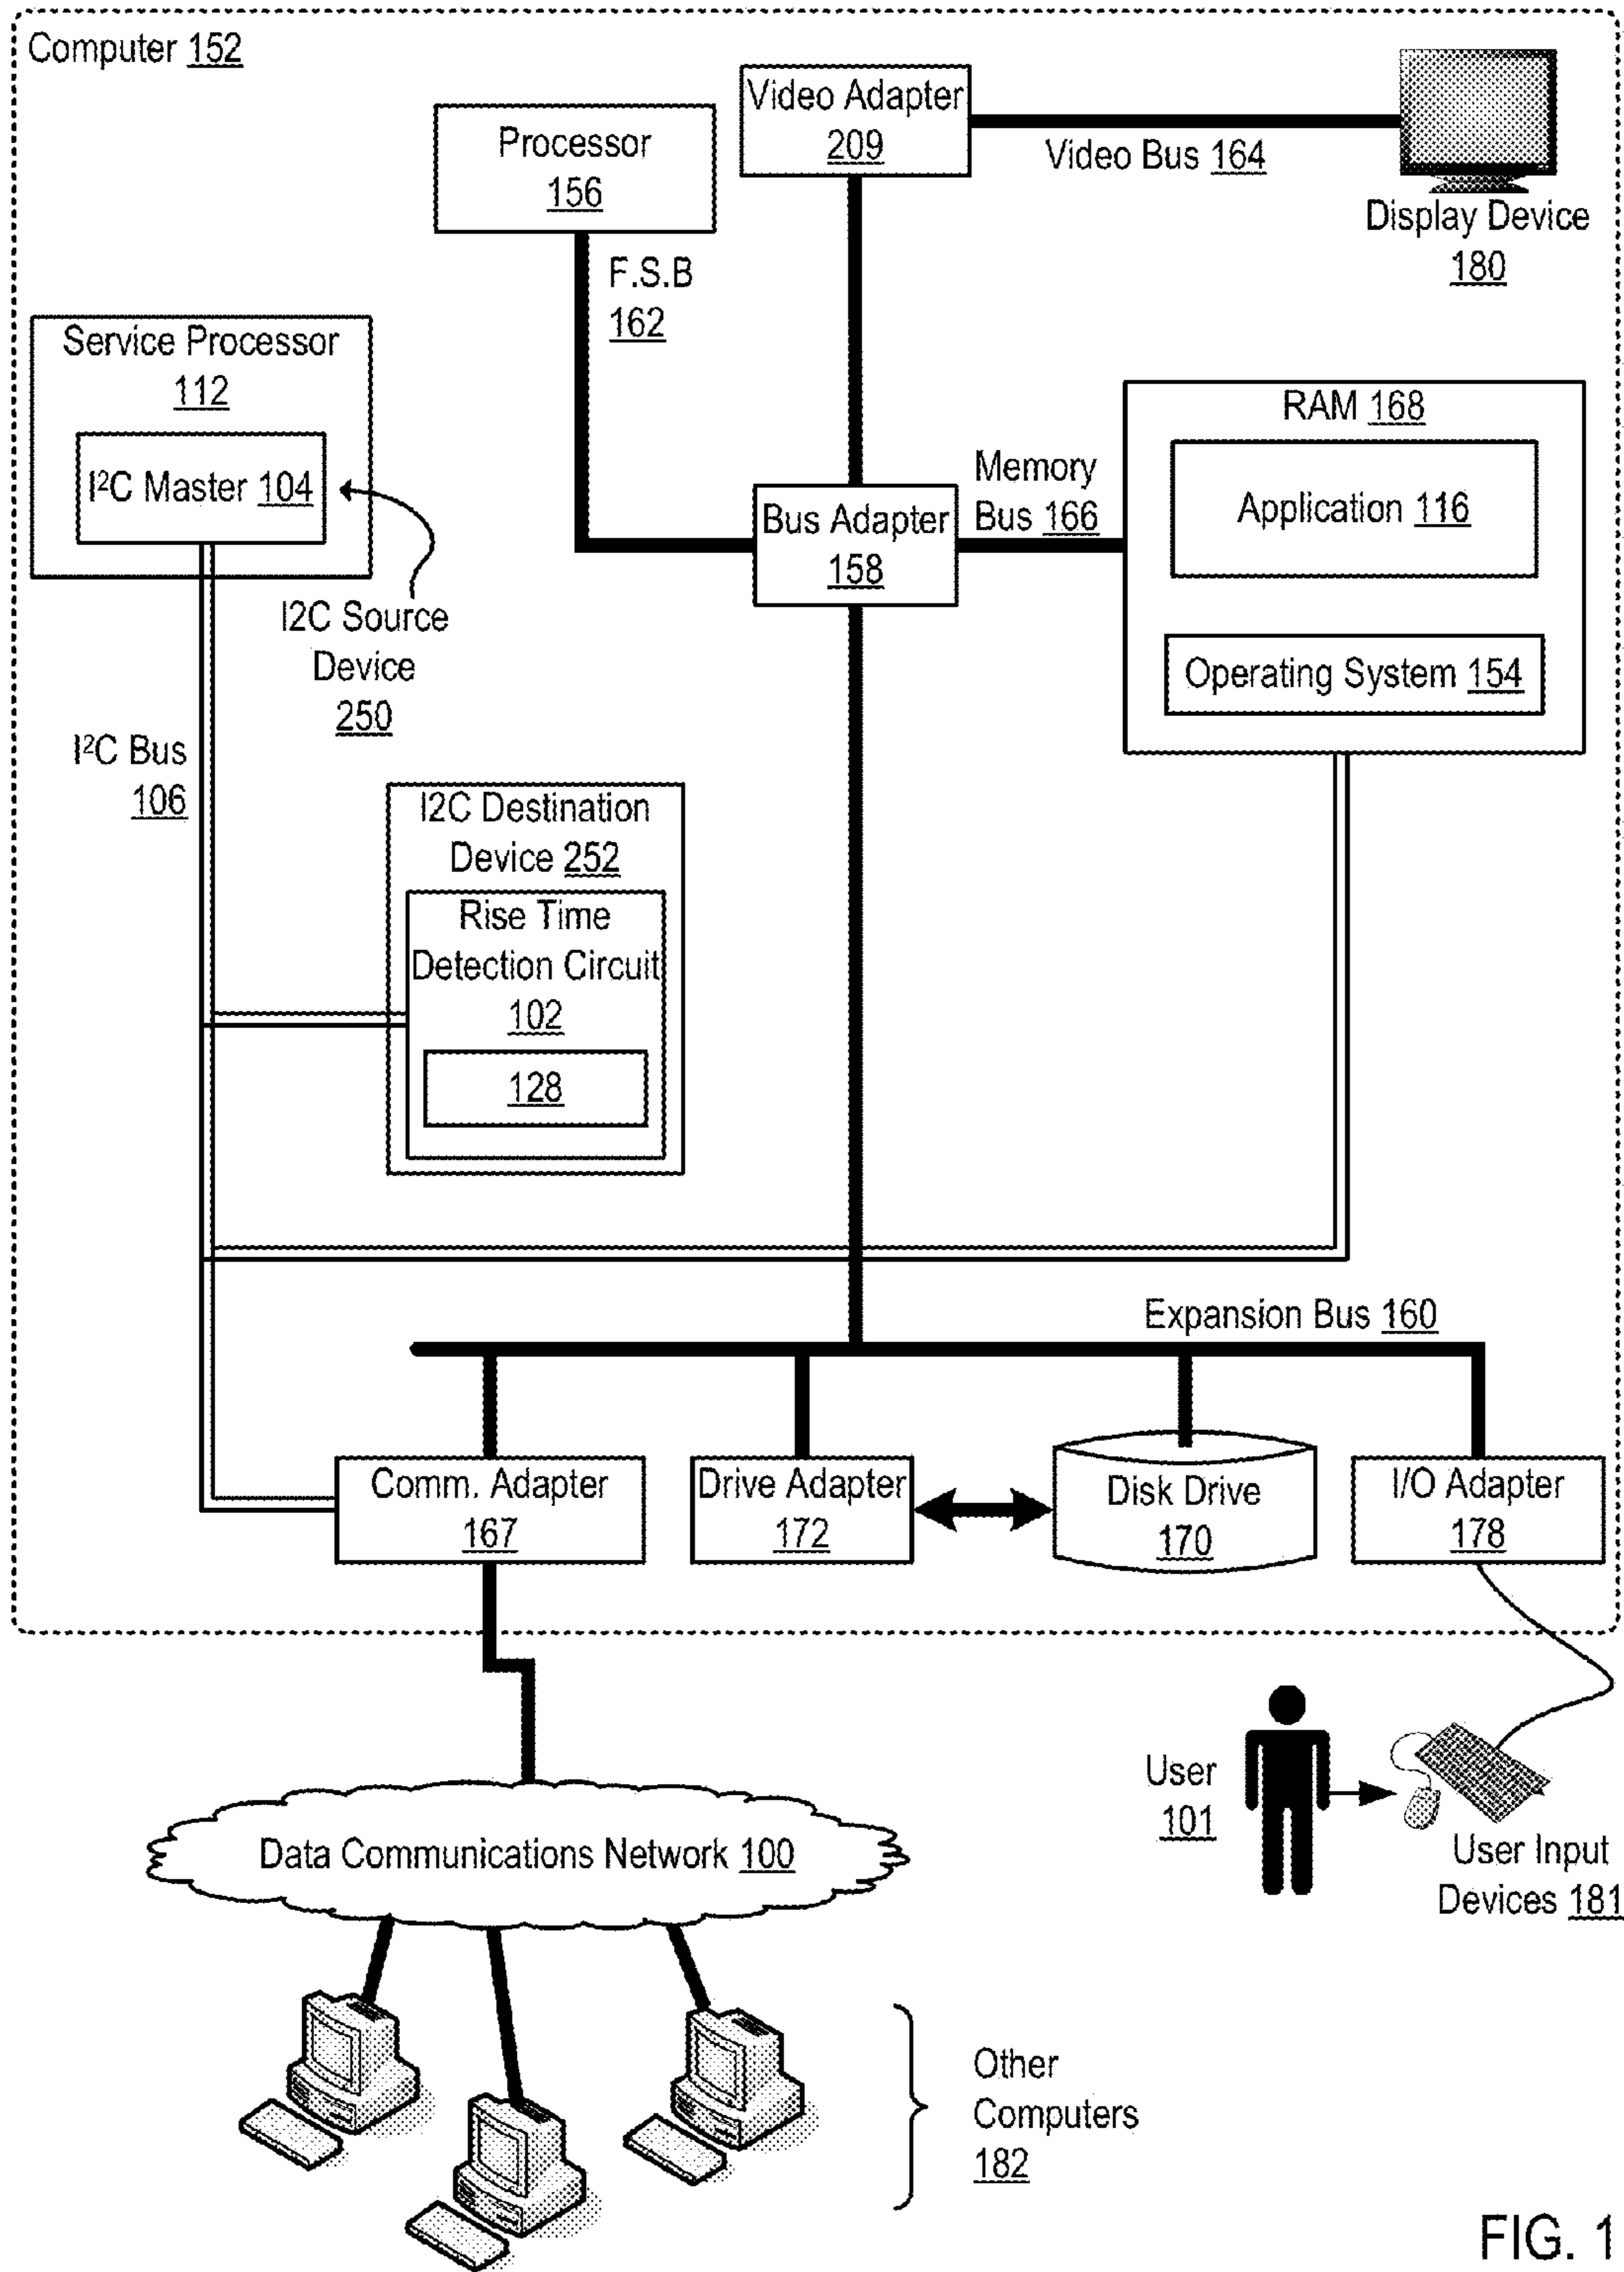 Computer 152
Video Adapter
209
Video Bus 164
Display Device
180
Processor
156
F.S.B
162
Service Processor
112
I²C Master 104
I2C Source
Device
250
I²C Bus
106
Bus Adapter
158
Memory
Bus 166
RAM 168
Application 116
Operating System 154
I2C Destination
Device 252
Rise Time
Detection Circuit
102
128
Expansion Bus 160
Comm. Adapter
167
Drive Adapter
172
Disk Drive
170
I/O Adapter
178
User
101
User Input
Devices 181
Data Communications Network 100
Other
Computers
182
FIG. 1